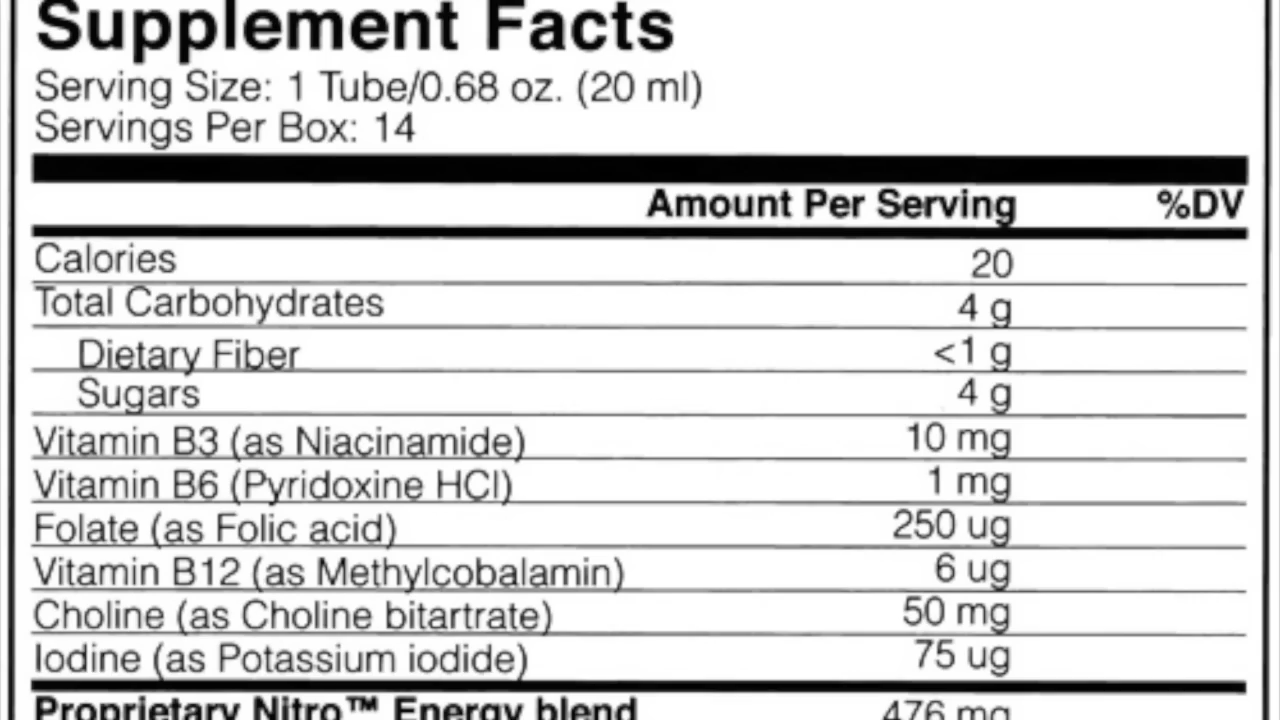 Supplement Facts
Serving Size: 1 Tube/0.68 oz. (20 ml)
Servings Per Box: 14
Amount Per Serving %DV
Calories 20
Total Carbohydrates 4 g
Dietary Fiber <1 g
Sugars 4 g
Vitamin B3 (as Niacinamide) 10 mg
Vitamin B6 (Pyridoxine HCl) 1 mg
Folate (as Folic acid) 250 ug
Vitamin B12 (as Methylcobalamin) 6 ug
Choline (as Choline bitartrate) 50 mg
Iodine (as Potassium iodide) 75 ug
Proprietary Nitro™ Energy blend 476 mg